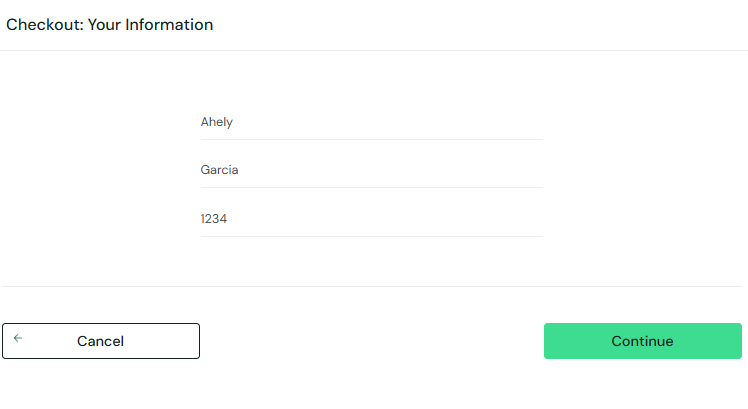 Checkout: Your Information
Ahely
Garcia
1234
Cancel
Continue